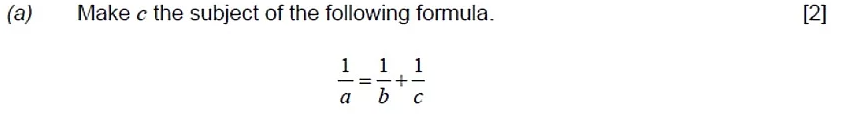 (a) Make c the subject of the following formula. [2]
1/a = 1/b + 1/c